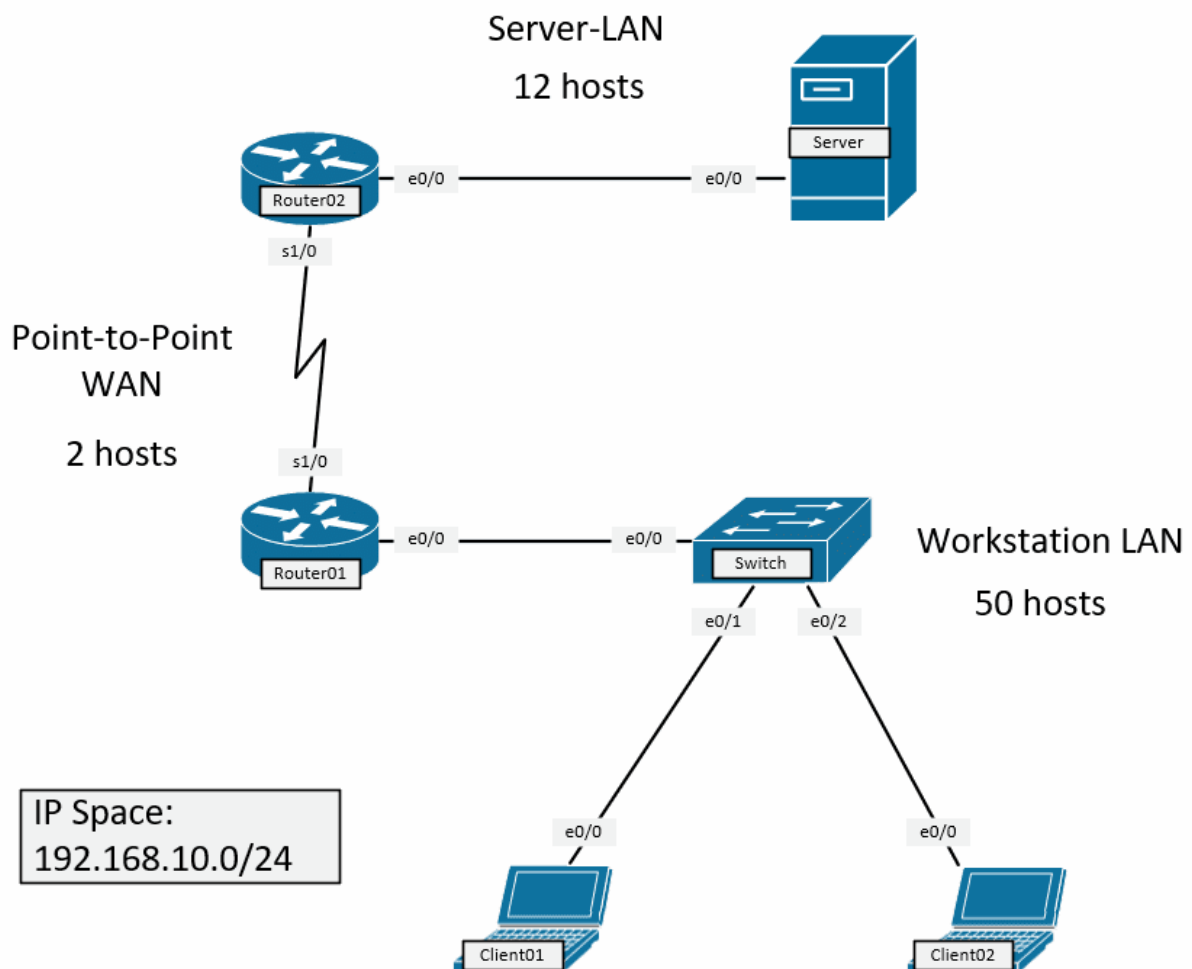 Server-LAN
12 hosts
Server
e0/0
e0/0
Router02
s1/0
Point-to-Point
WAN
2 hosts
s1/0
e0/0
e0/0
Router01
Switch
Workstation LAN
50 hosts
e0/1
e0/2
IP Space:
192.168.10.0/24
e0/0
e0/0
Client01
Client02